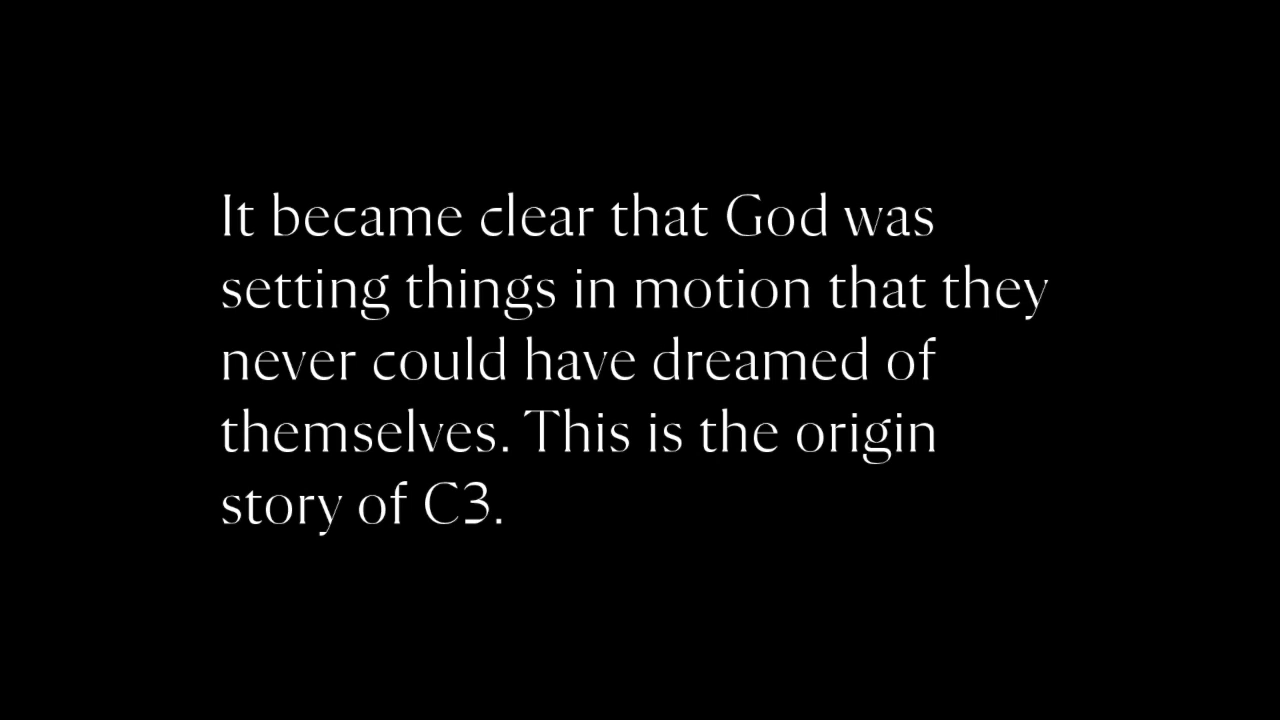 It became clear that God was
setting things in motion that they
never could have dreamed of
themselves. This is the origin
story of C3.